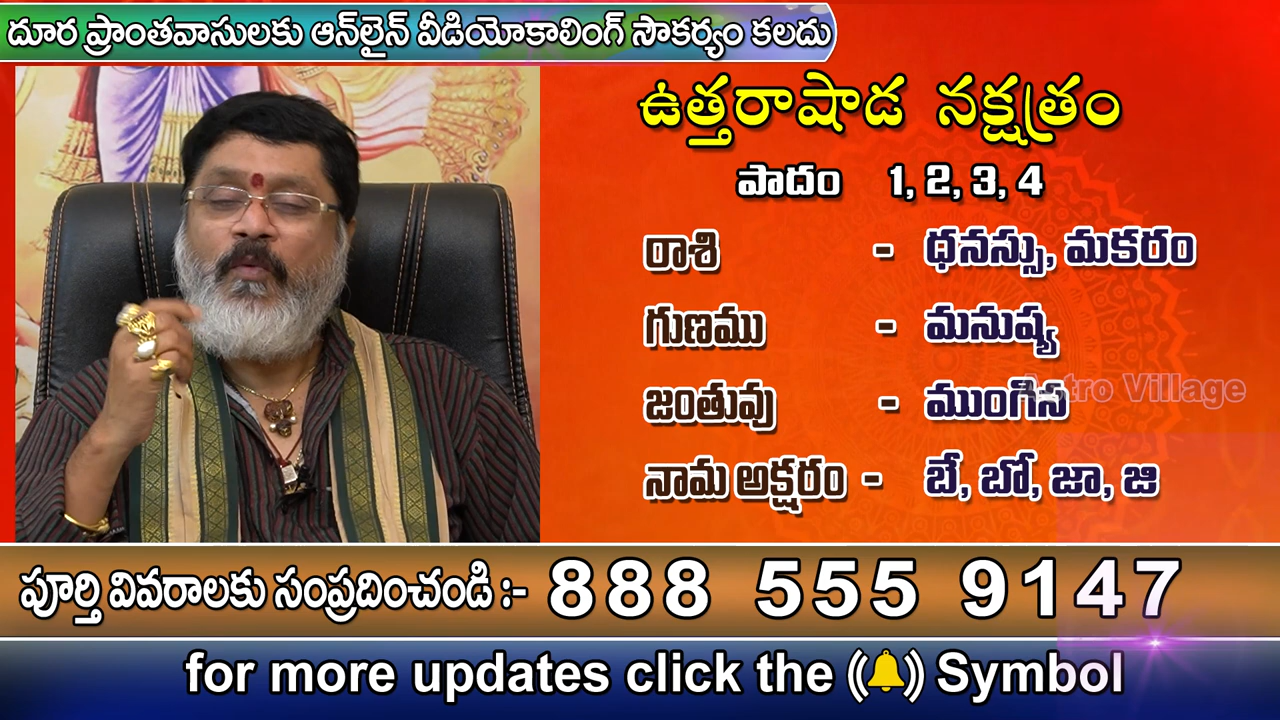 దూర ప్రాంతవాసులకు ఆన్‌లైన్ వీడియోకాలింగ్ సౌకర్యం కలదు
ఉత్తరాషాడ నక్షత్రం
పాదం 1, 2, 3, 4
రాశి - ధనస్సు, మకరం
గుణము - మనుష్య
జంతువు - ముంగిస
Astro Village
నామ అక్షరం - బే, బో, జా, జి
పూర్తి వివరాలకు సంప్రదించండి :- 888 555 9147
for more updates click the Symbol